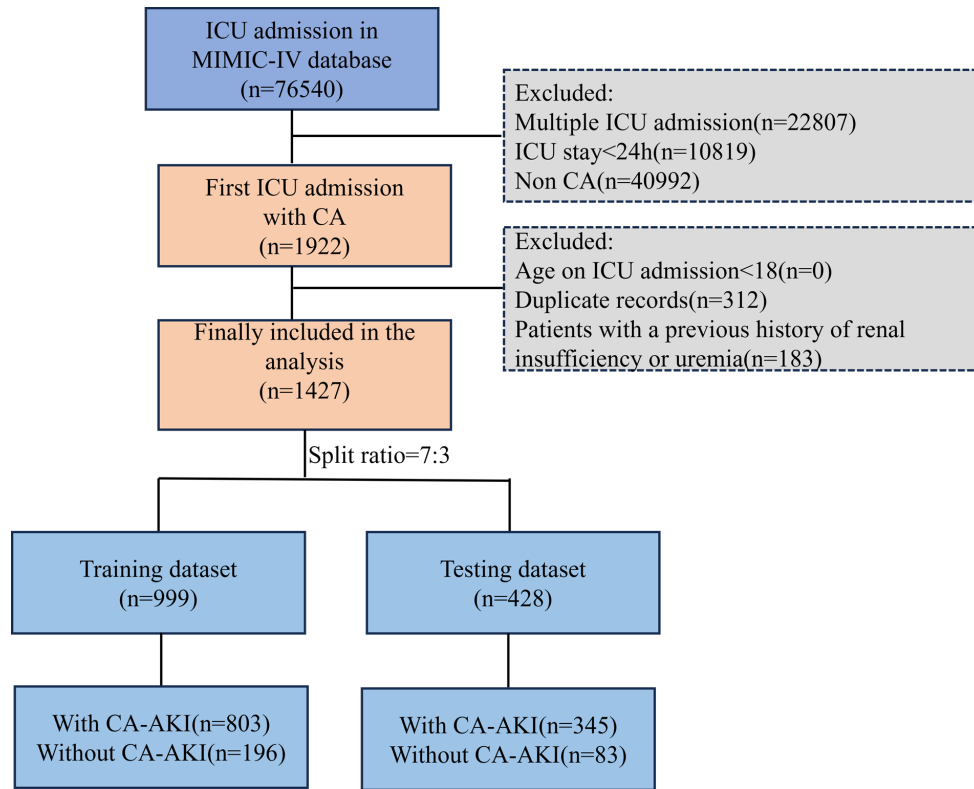 ICU admission in
MIMIC-IV database
(n=76540)
Excluded:
Multiple ICU admission(n=22807)
ICU stay<24h(n=10819)
Non CA(n=40992)
First ICU admission
with CA
(n=1922)
Excluded:
Age on ICU admission<18(n=0)
Duplicate records(n=312)
Patients with a previous history of renal
insufficiency or uremia(n=183)
Finally included in the
analysis
(n=1427)
Split ratio=7:3
Training dataset
(n=999)
Testing dataset
(n=428)
With CA-AKI(n=803)
Without CA-AKI(n=196)
With CA-AKI(n=345)
Without CA-AKI(n=83)